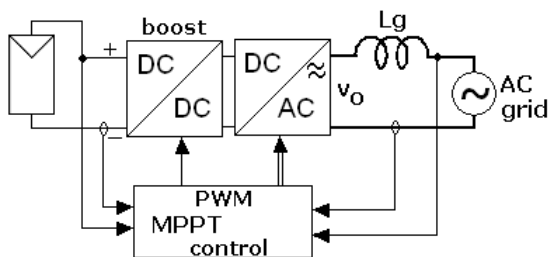 boost
Lg
+
DC
DC
DC
AC
vo
AC
grid
PWM
MPPT
control